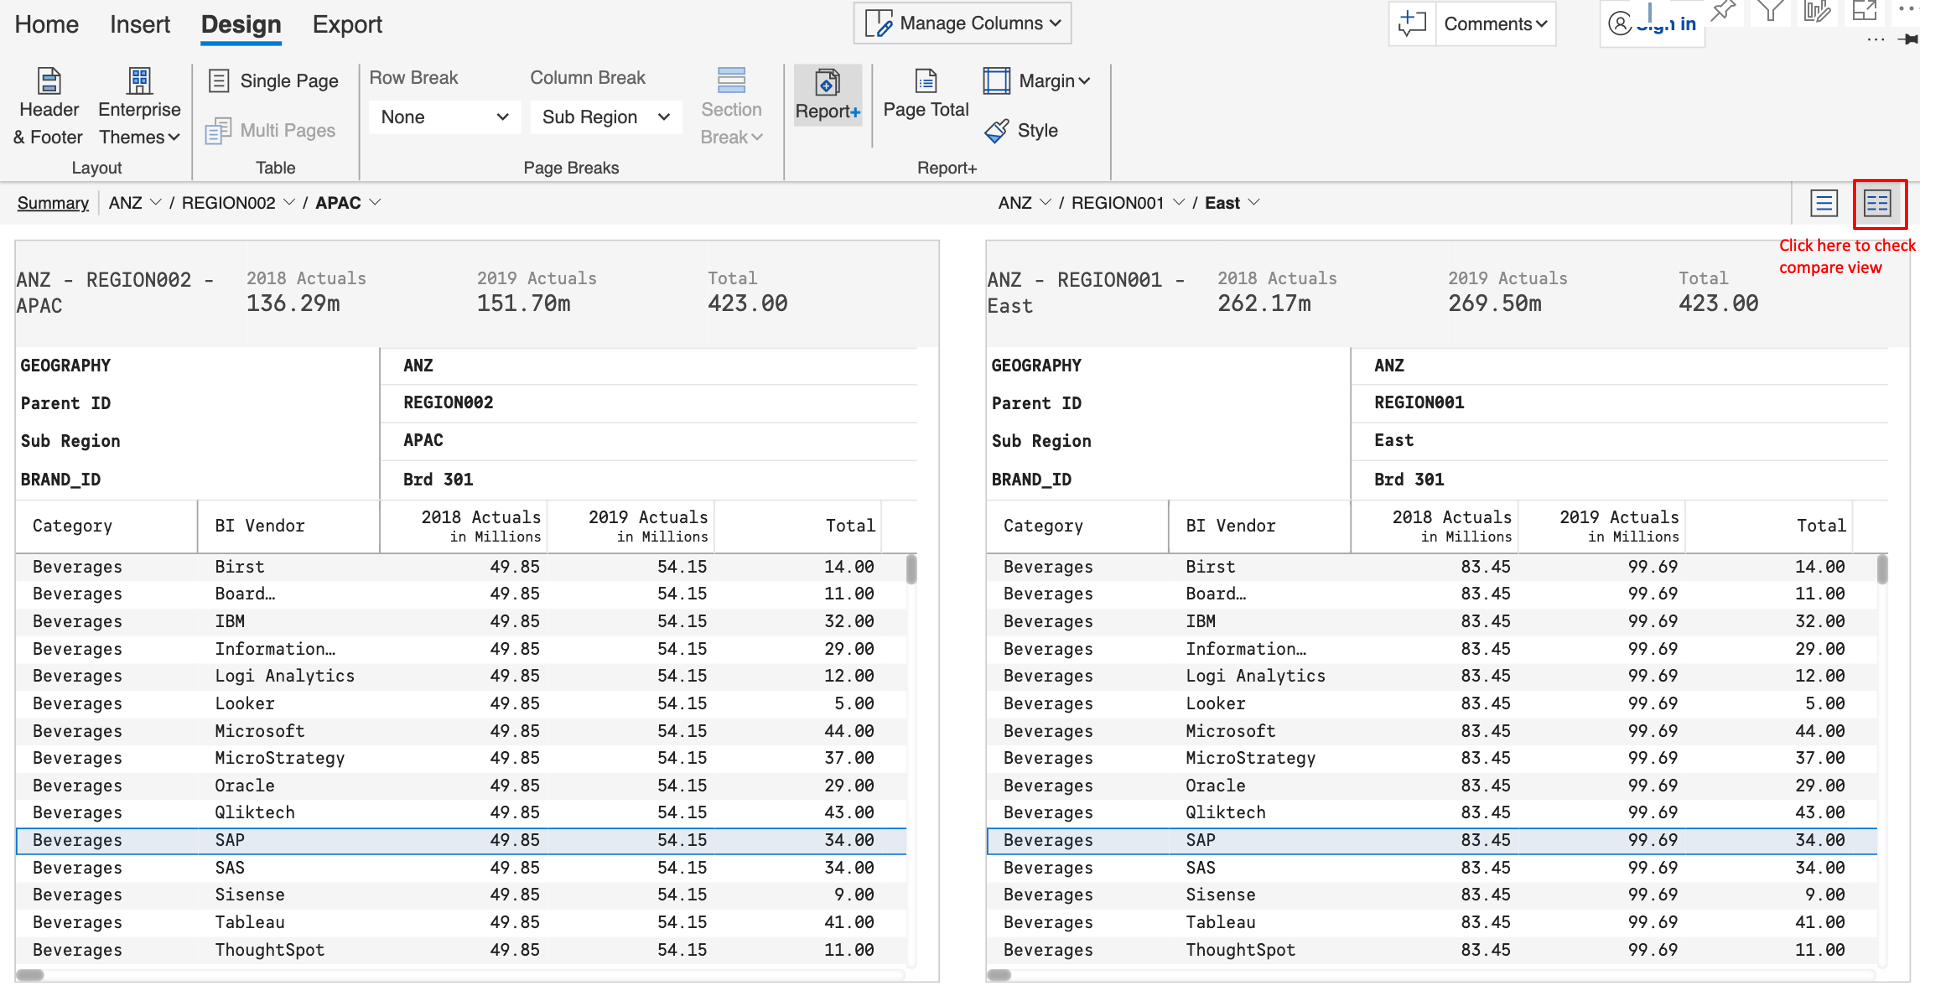 Home Insert Design Export
Manage Columns
Comments
Sign in
Header & Footer
Enterprise Themes
Layout
Single Page
Multi Pages
Table
Row Break Column Break
None Sub Region
Section Break
Page Breaks
Report+
Page Total
Margin
Style
Report+
Summary ANZ / REGION002 / APAC
ANZ / REGION001 / East
Click here to check
compare view
ANZ - REGION002 -
APAC
2018 Actuals 2019 Actuals Total
136.29m 151.70m 423.00
GEOGRAPHY ANZ
Parent ID REGION002
Sub Region APAC
BRAND_ID Brd 301
Category BI Vendor 2018 Actuals in Millions 2019 Actuals in Millions Total
Beverages Birst 49.85 54.15 14.00
Beverages Board… 49.85 54.15 11.00
Beverages IBM 49.85 54.15 32.00
Beverages Information… 49.85 54.15 29.00
Beverages Logi Analytics 49.85 54.15 12.00
Beverages Looker 49.85 54.15 5.00
Beverages Microsoft 49.85 54.15 44.00
Beverages MicroStrategy 49.85 54.15 37.00
Beverages Oracle 49.85 54.15 29.00
Beverages Qliktech 49.85 54.15 43.00
Beverages SAP 49.85 54.15 34.00
Beverages SAS 49.85 54.15 34.00
Beverages Sisense 49.85 54.15 9.00
Beverages Tableau 49.85 54.15 41.00
Beverages ThoughtSpot 49.85 54.15 11.00
ANZ - REGION001 -
East
2018 Actuals 2019 Actuals Total
262.17m 269.50m 423.00
GEOGRAPHY ANZ
Parent ID REGION001
Sub Region East
BRAND_ID Brd 301
Category BI Vendor 2018 Actuals in Millions 2019 Actuals in Millions Total
Beverages Birst 83.45 99.69 14.00
Beverages Board… 83.45 99.69 11.00
Beverages IBM 83.45 99.69 32.00
Beverages Information… 83.45 99.69 29.00
Beverages Logi Analytics 83.45 99.69 12.00
Beverages Looker 83.45 99.69 5.00
Beverages Microsoft 83.45 99.69 44.00
Beverages MicroStrategy 83.45 99.69 37.00
Beverages Oracle 83.45 99.69 29.00
Beverages Qliktech 83.45 99.69 43.00
Beverages SAP 83.45 99.69 34.00
Beverages SAS 83.45 99.69 34.00
Beverages Sisense 83.45 99.69 9.00
Beverages Tableau 83.45 99.69 41.00
Beverages ThoughtSpot 83.45 99.69 11.00